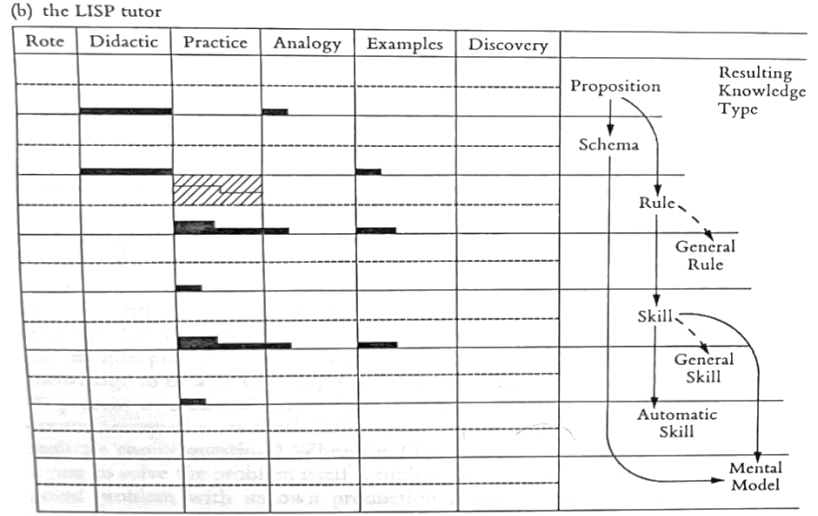 (b) the LISP tutor
Rote Didactic Practice Analogy Examples Discovery
Resulting
Knowledge
Type
Proposition
Schema
Rule
General
Rule
Skill
General
Skill
Automatic
Skill
Mental
Model